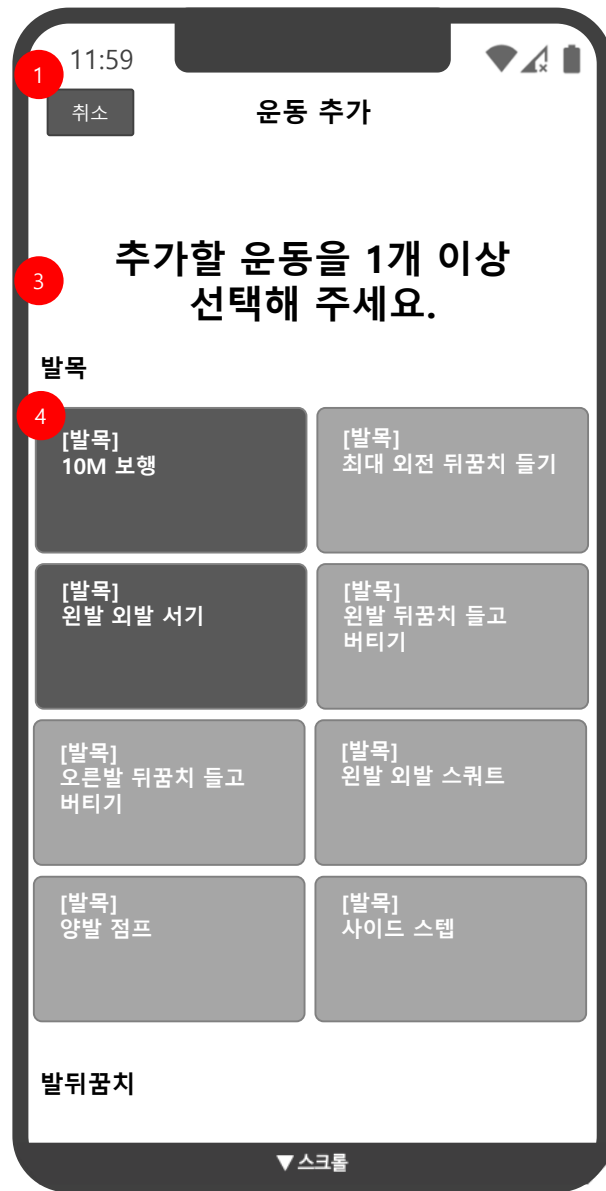 11:59
1
취소
운동 추가
3
추가할 운동을 1개 이상
선택해 주세요.
발목
4
[발목]
10M 보행
[발목]
최대 외전 뒤꿈치 들기
[발목]
왼발 외발 서기
[발목]
왼발 뒤꿈치 들고
버티기
[발목]
오른발 뒤꿈치 들고
버티기
[발목]
왼발 외발 스쿼트
[발목]
양발 점프
[발목]
사이드 스텝
발뒤꿈치
▼스크롤